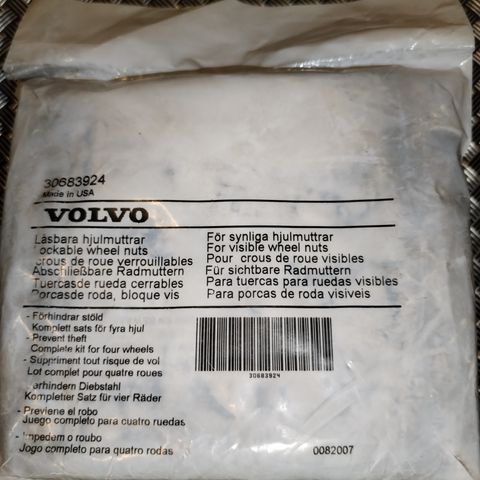 30683924
Made in USA
VOLVO
Låsbara hjulmuttrar
Lockable wheel nuts
crous de roue verrouillables
Abschließbare Radmuttern
Tuercasde rueda cerrables
Porcasde roda, bloque vis
För synliga hjulmuttrar
For visible wheel nuts
Pour crous de roue visibles
Für sichtbare Radmuttern
Para tuercas para ruedas visibles
Para porcas de roda visiveis
- Förhindrar stöld
Komplett sats för fyra hjul
- Prevent theft
Complete kit for four wheels
- Suppriment tout risque de vol
Lot complet pour quatre roues
erhindern Diebstahl
Kompletter Satz für vier Räder
- Previene el robo
Juego completo para cuatro ruedas
- Impedem o roubo
Jogo completo para quatro rodas
30683924
0082007